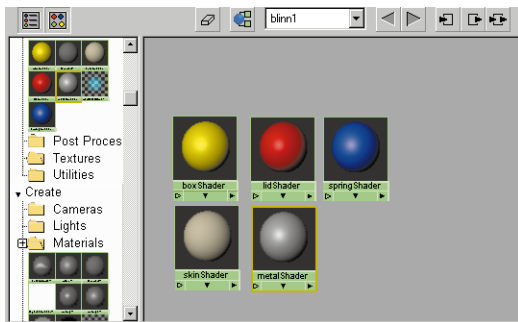 blinn1
Post Proces
Textures
Utilities
Create
Cameras
Lights
Materials
boxShader
lidShader
springShader
skinShader
metalShader